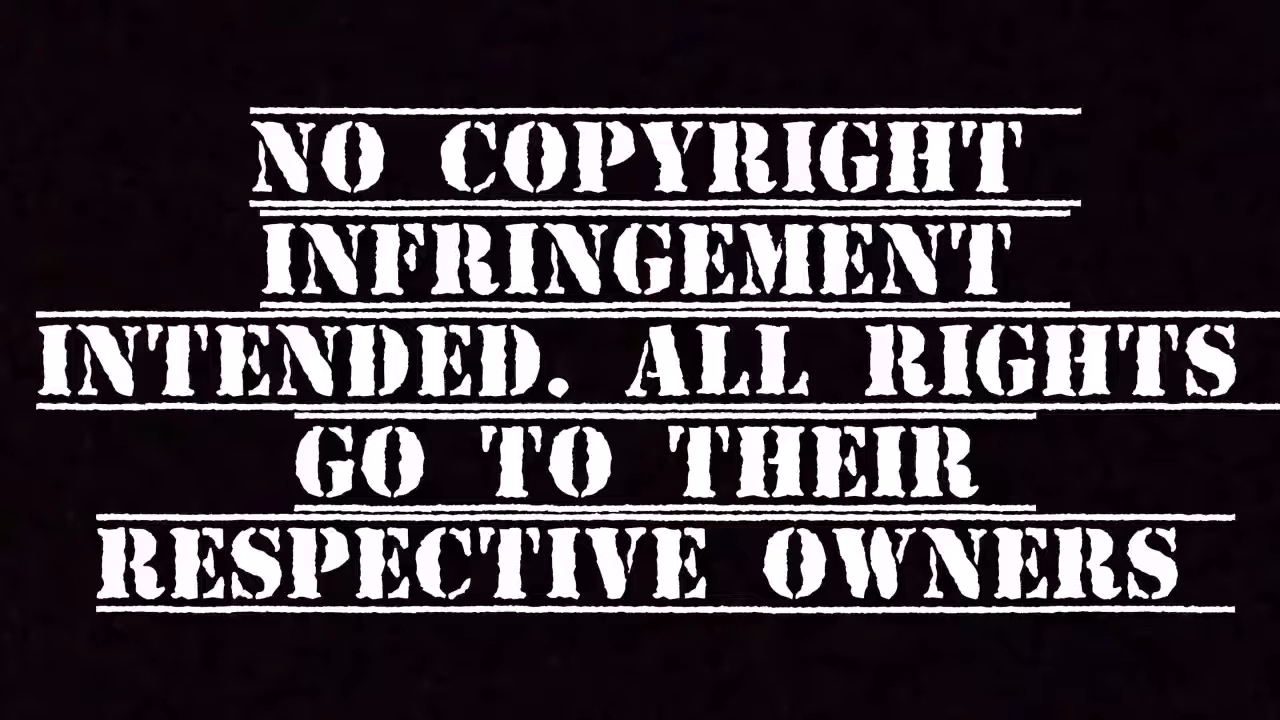 NO COPYRIGHT
INFRINGEMENT
INTENDED. ALL RIGHTS
GO TO THEIR
RESPECTIVE OWNERS